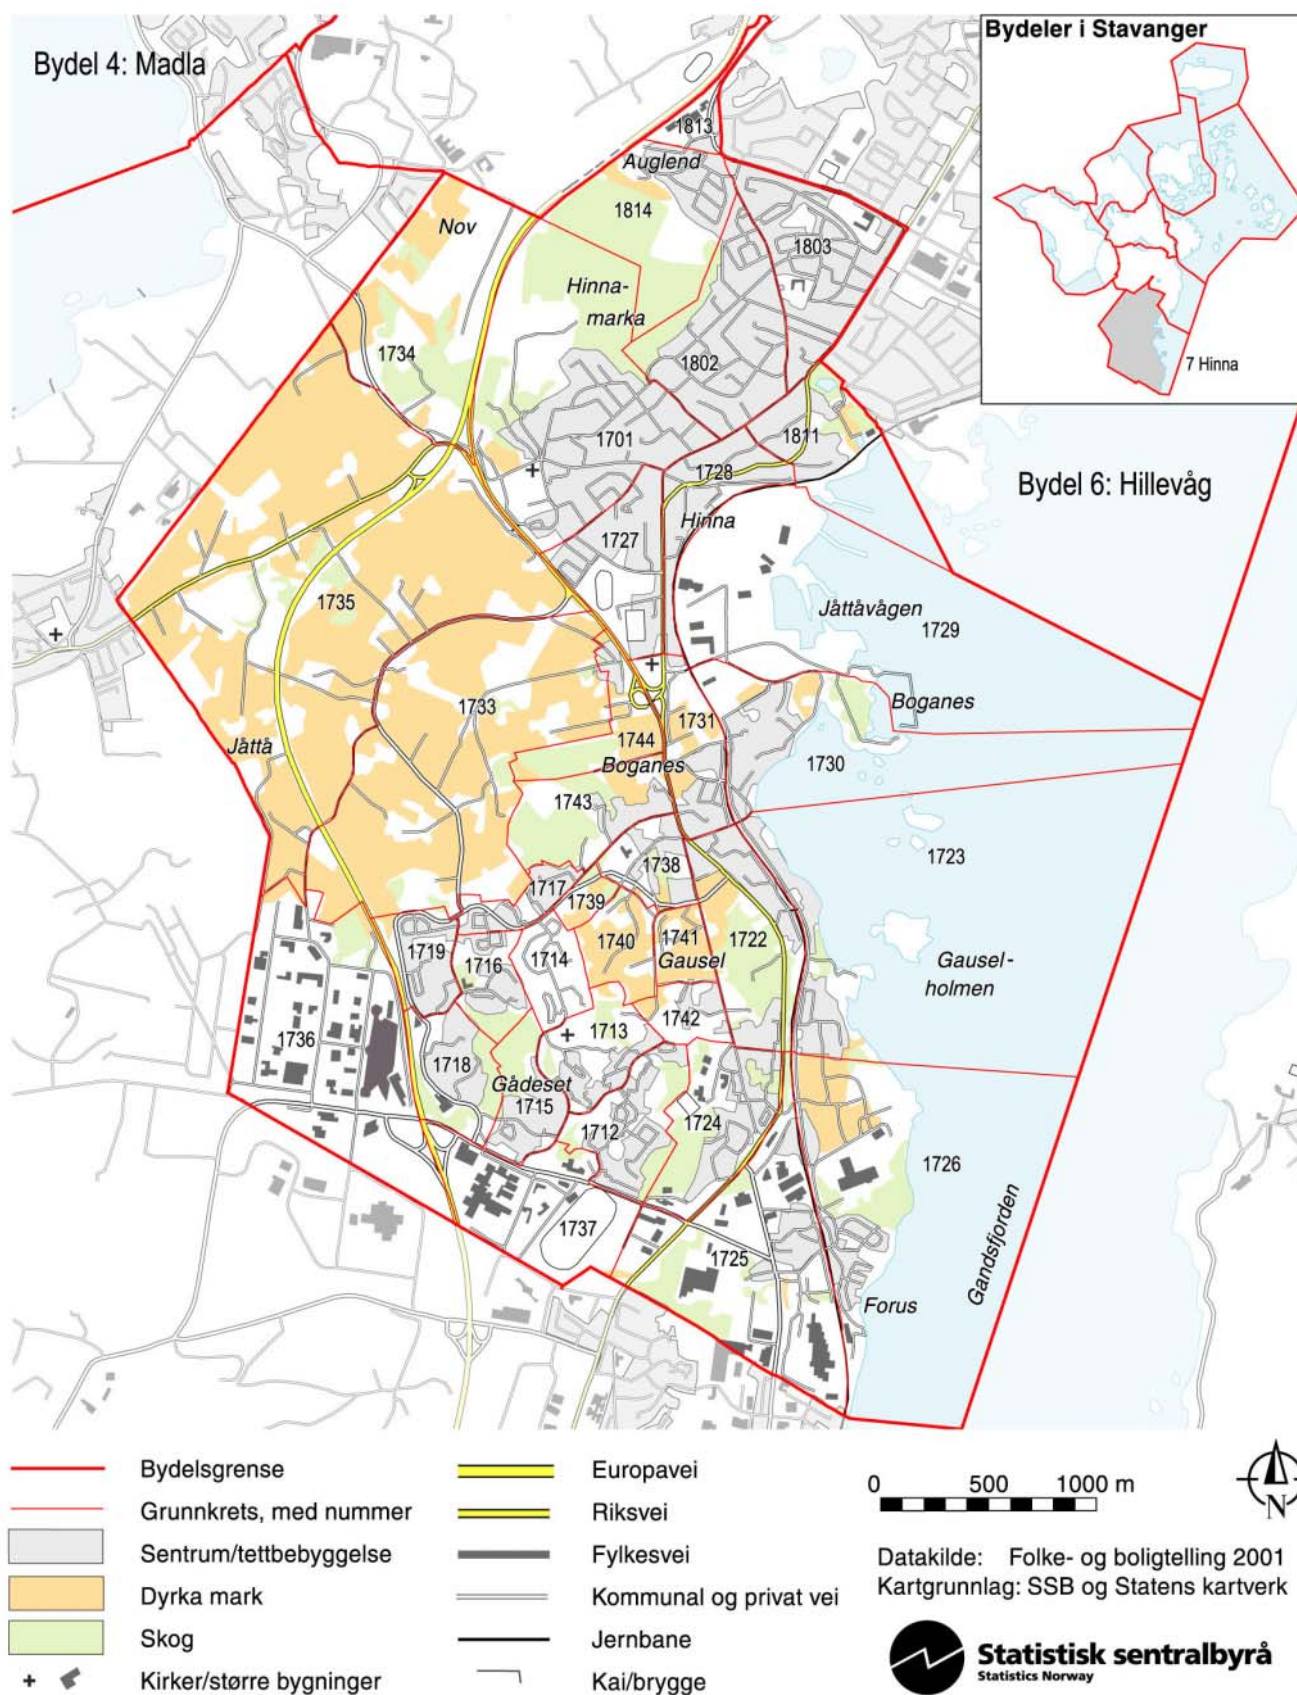 Bydel 4: Madla
Bydeler i Stavanger
7 Hinna
1813
Auglend
1814
Nov
1803
Hinna-
marka
1734
1802
1701
1811
1728
Bydel 6: Hillevåg
Hinna
1727
1735
Jåttåvågen
1729
1733
1731
Boganes
Jåttå
1744
Boganes
1730
1743
1738
1723
1717
1739
1719
1716
1714
1740
1741
1722
Gausel
Gausel-
holmen
1736
1713
1742
1718
Gådeset
1715
1712
1724
1726
1737
1725
Gandsfjorden
Forus
Bydelsgrense
Grunnkrets, med nummer
Sentrum/tettbebyggelse
Dyrka mark
Skog
Kirker/større bygninger
Europavei
Riksvei
Fylkesvei
Kommunal og privat vei
Jernbane
Kai/brygge
0 500 1000 m
N
Datakilde: Folke- og boligtelling 2001
Kartgrunnlag: SSB og Statens kartverk
Statistisk sentralbyrå
Statistics Norway